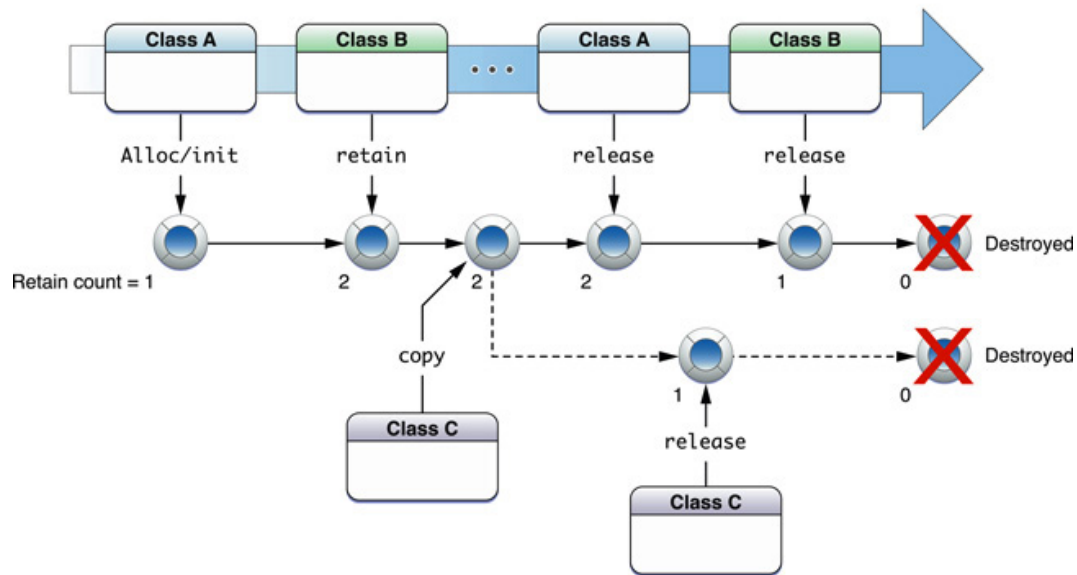 Class A
Class B
Class A
Class B
Alloc/init
retain
release
release
Destroyed
Retain count = 1
2
2
2
1
0
copy
Destroyed
1
0
Class C
release
Class C